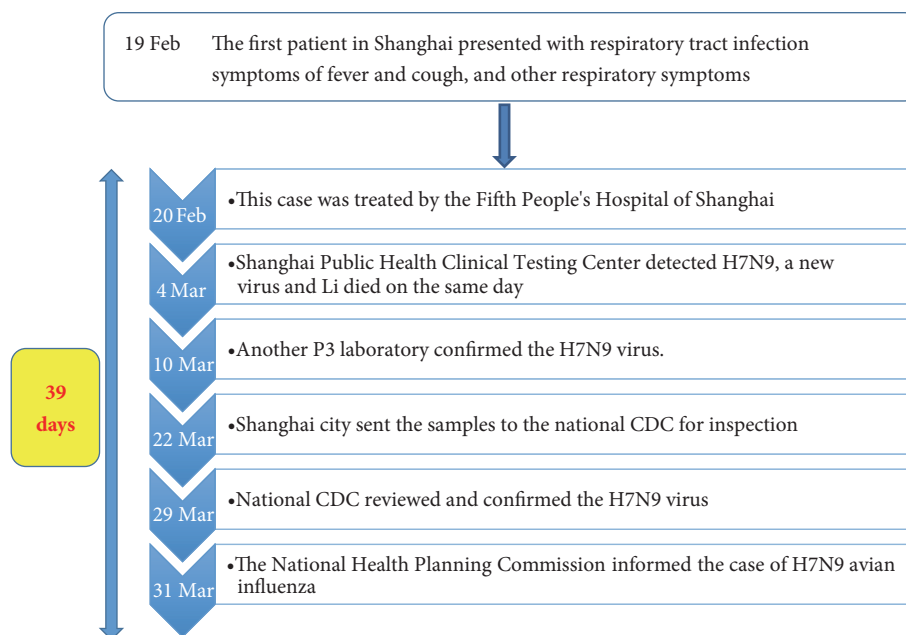 19 Feb The first patient in Shanghai presented with respiratory tract infection
symptoms of fever and cough, and other respiratory symptoms
20 Feb
•This case was treated by the Fifth People's Hospital of Shanghai
4 Mar
•Shanghai Public Health Clinical Testing Center detected H7N9, a new
virus and Li died on the same day
10 Mar
•Another P3 laboratory confirmed the H7N9 virus.
39
days
22 Mar
•Shanghai city sent the samples to the national CDC for inspection
29 Mar
•National CDC reviewed and confirmed the H7N9 virus
31 Mar
•The National Health Planning Commission informed the case of H7N9 avian
influenza